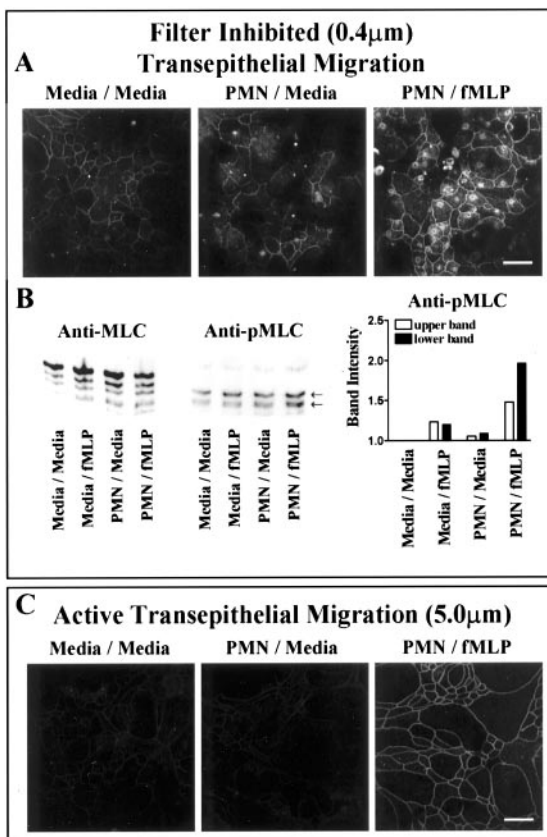 Filter Inhibited (0.4µm)
Transepithelial Migration
A
Media / Media
PMN / Media
PMN / fMLP
B
Anti-MLC
Anti-pMLC
Anti-pMLC
Media / Media
Media / fMLP
PMN / Media
PMN / fMLP
Media / Media
Media / fMLP
PMN / Media
PMN / fMLP
←
←
Band Intensity
2.5
2.0
1.5
1.0
upper band
lower band
Media / Media
Media / fMLP
PMN / Media
PMN / fMLP
C
Active Transepithelial Migration (5.0µm)
Media / Media
PMN / Media
PMN / fMLP